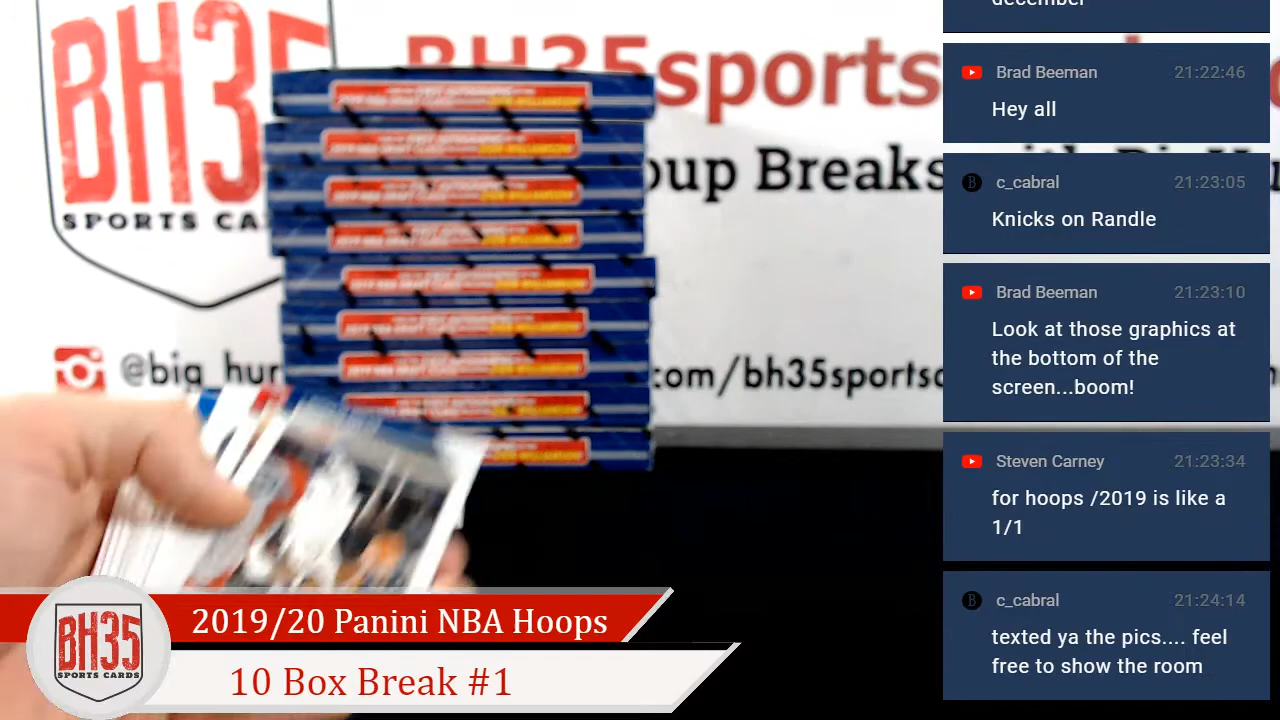 BH35
SPORTS CA
BH35sports
oup Breaks with Big Hu
@big_hur
com/bh35sportsc
december
Brad Beeman 21:22:46
Hey all
c_cabral 21:23:05
Knicks on Randle
Brad Beeman 21:23:10
Look at those graphics at
the bottom of the
screen...boom!
Steven Carney 21:23:34
for hoops /2019 is like a
1/1
c_cabral 21:24:14
texted ya the pics.... feel
free to show the room
BH35
SPORTS CARDS
2019/20 Panini NBA Hoops
10 Box Break #1